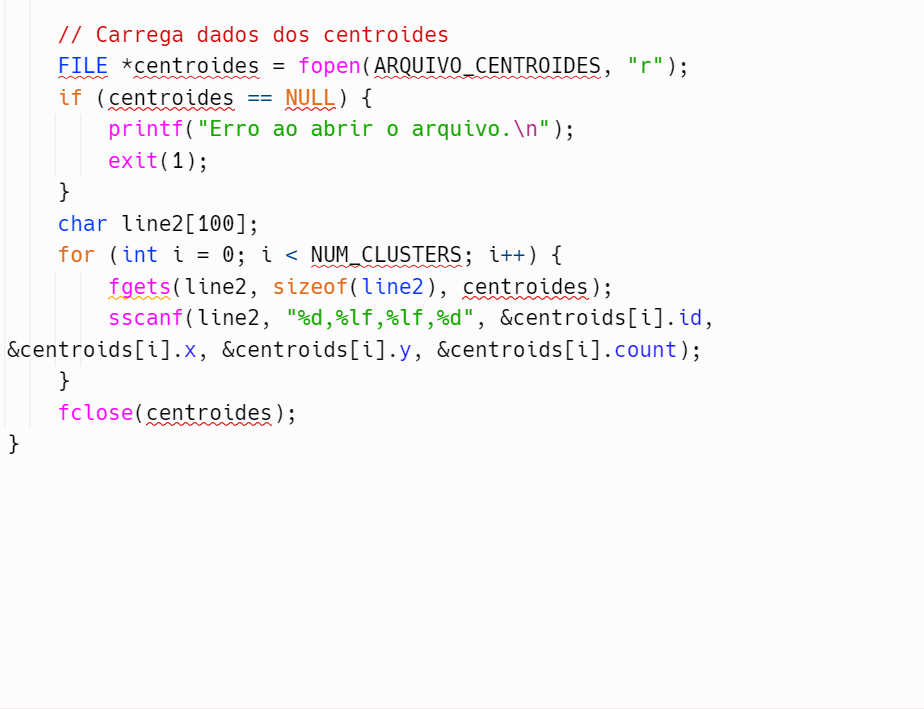 // Carrega dados dos centroides
FILE *centroides = fopen(ARQUIVO_CENTROIDES, "r");
if (centroides == NULL) {
printf("Erro ao abrir o arquivo.\n");
exit(1);
}
char line2[100];
for (int i = 0; i < NUM_CLUSTERS; i++) {
fgets(line2, sizeof(line2), centroides);
sscanf(line2, "%d,%lf,%lf,%d", &centroids[i].id,
&centroids[i].x, &centroids[i].y, &centroids[i].count);
}
fclose(centroides);
}